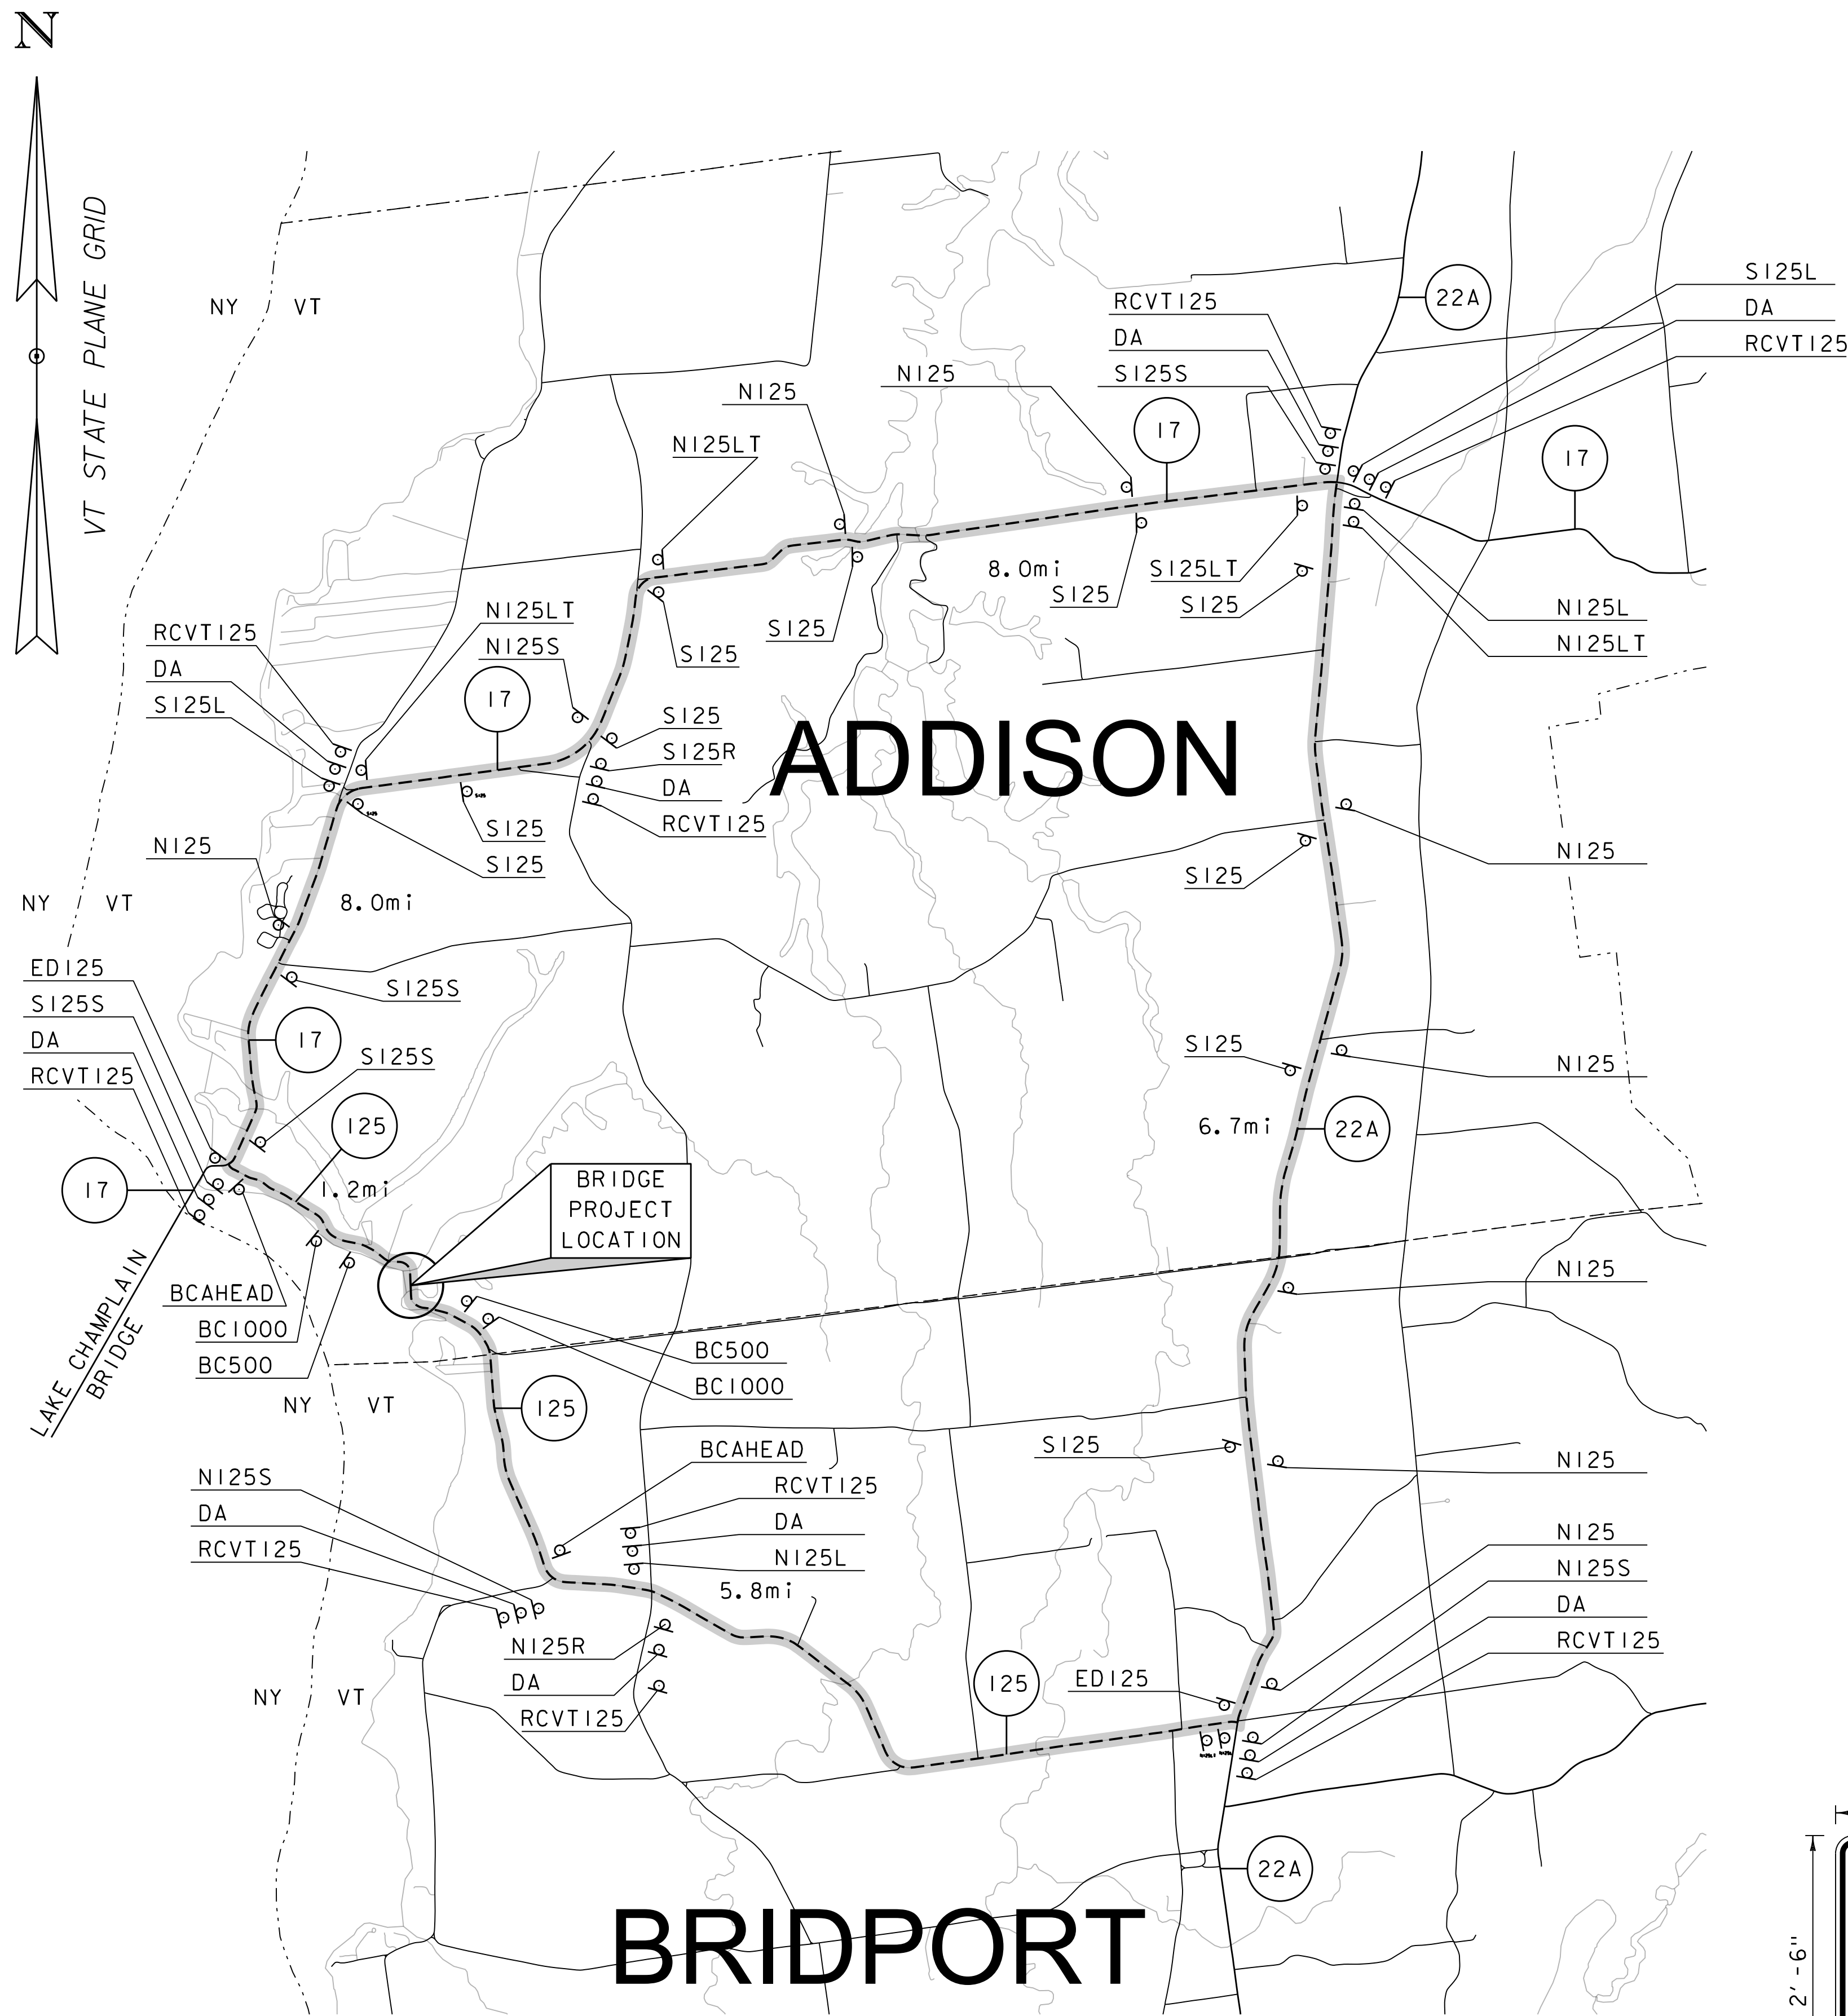 N
VT STATE PLANE GRID
NY VT
22A
S125L
DA
RCVT125
RCVT125
DA
S125S
N125
N125
17
17
N125LT
8.0mi
S125LT
S125
S125
S125
N125L
N125LT
RCVT125
DA
S125L
N125LT
N125S
17
S125
S125
S125R
DA
RCVT125
ADDISON
S125
S125
N125
8.0mi
S125
N125
NY VT
ED125
S125S
DA
RCVT125
S125S
17
S125S
125
S125
N125
6.7mi
22A
17
1.2mi
BRIDGE
PROJECT
LOCATION
LAKE CHAMPLAIN
BRIDGE
BCAHEAD
BC1000
BC500
N125
BC500
BC1000
NY VT
125
BCAHEAD
S125
N125
N125S
DA
RCVT125
RCVT125
DA
N125L
5.8mi
N125
N125S
DA
RCVT125
N125R
DA
RCVT125
NY VT
125
ED125
22A
BRIDPORT
2'-6"